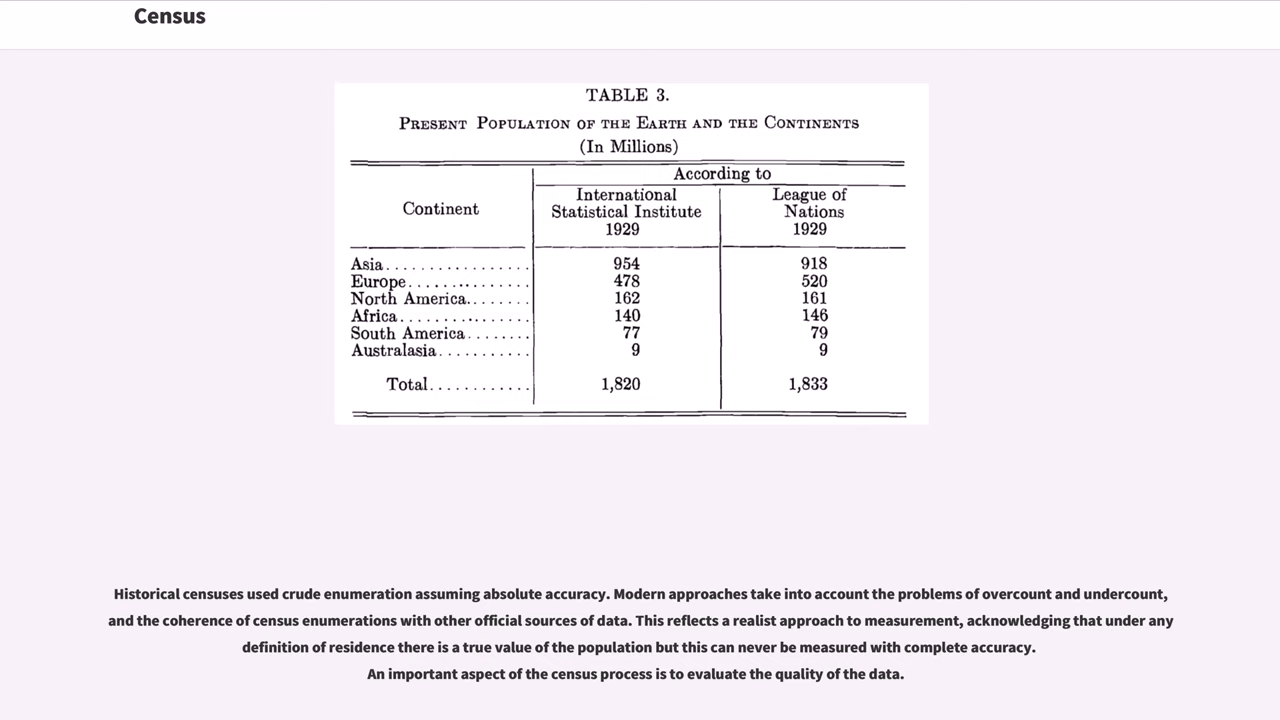 Census
TABLE 3.
PRESENT POPULATION OF THE EARTH AND THE CONTINENTS
(In Millions)
According to
Continent
International
Statistical Institute
1929
League of
Nations
1929
Asia................. 954 918
Europe.............. 478 520
North America........ 162 161
Africa............... 140 146
South America........ 77 79
Australasia........... 9 9
Total............ 1,820 1,833
Historical censuses used crude enumeration assuming absolute accuracy. Modern approaches take into account the problems of overcount and undercount,
and the coherence of census enumerations with other official sources of data. This reflects a realist approach to measurement, acknowledging that under any
definition of residence there is a true value of the population but this can never be measured with complete accuracy.
An important aspect of the census process is to evaluate the quality of the data.